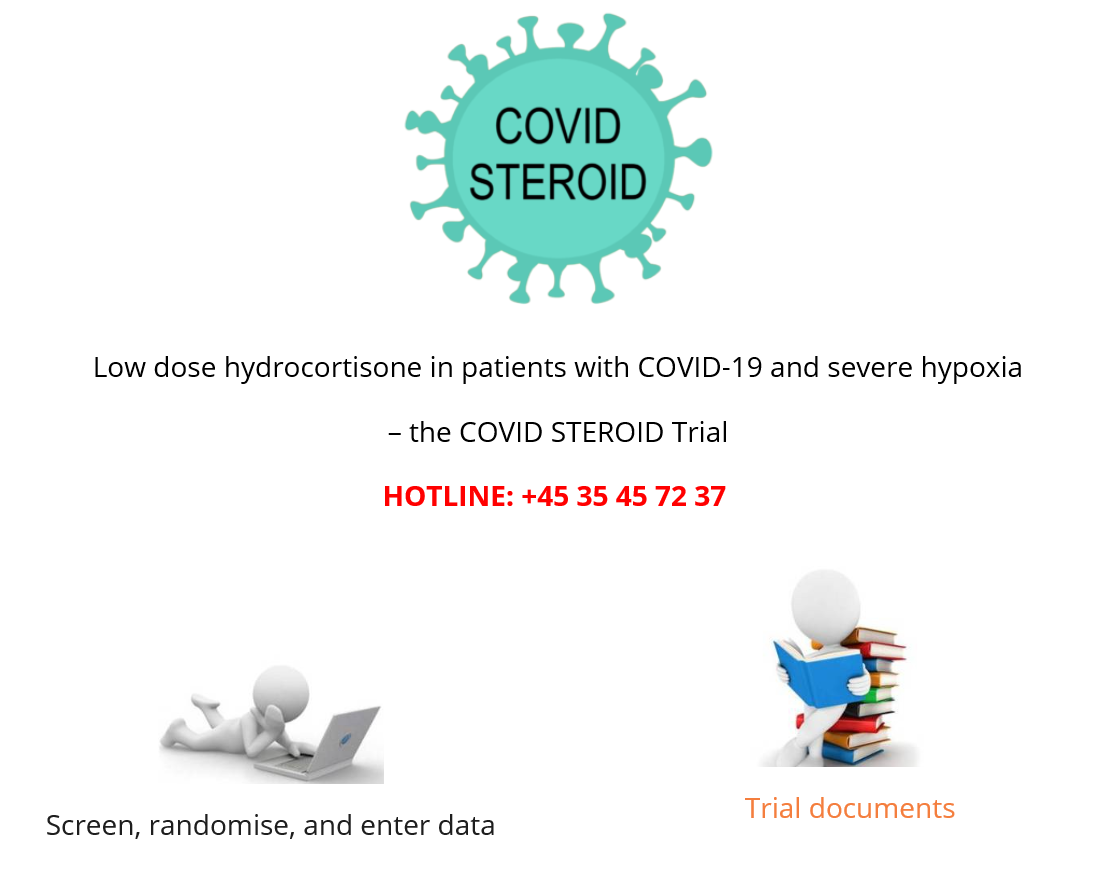 COVID
STEROID
Low dose hydrocortisone in patients with COVID-19 and severe hypoxia
– the COVID STEROID Trial
HOTLINE: +45 35 45 72 37
Screen, randomise, and enter data
Trial documents